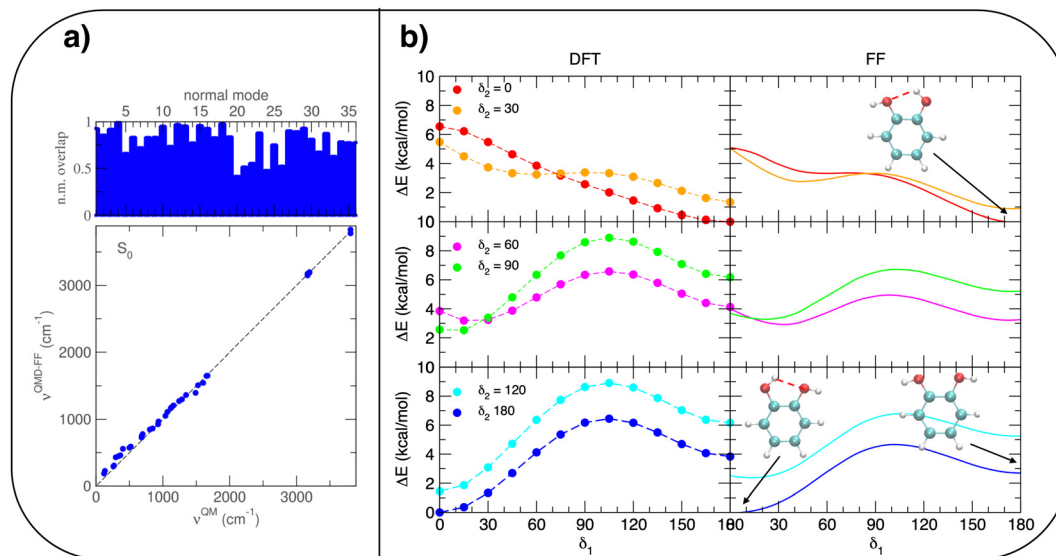 a)
normal mode
5 10 15 20 25 30 35
1
n.m. overlap
0.5
0
S0
3000
νQMD-FF (cm-1)
2000
1000
0
0 1000 2000 3000
νQM (cm-1)
b)
DFT FF
10
δ2 = 0
8
δ2 = 30
6
ΔE (kcal/mol)
4
2
10
δ2 = 60
8
δ2 = 90
6
ΔE (kcal/mol)
4
2
10
δ2 = 120
8
δ2 180
6
ΔE (kcal/mol)
4
2
0
0 30 60 90 120 150
30 60 90 120 150 180
δ1 δ1